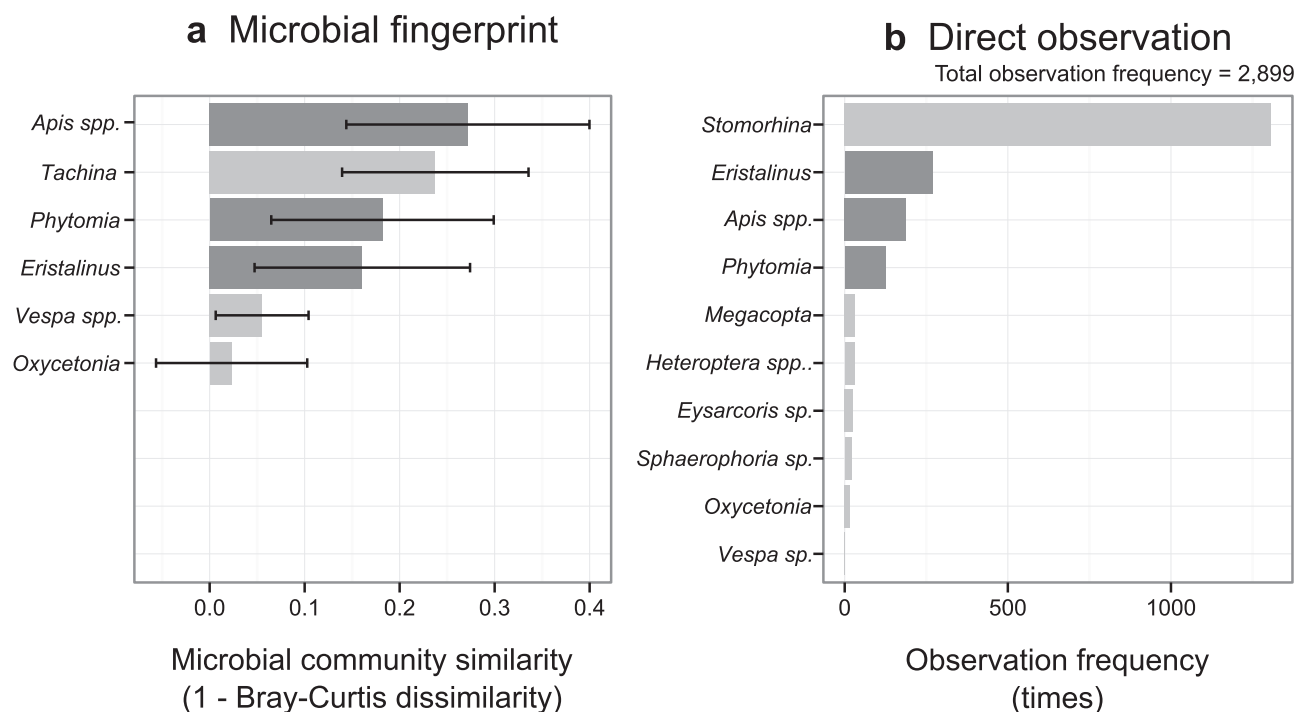 a Microbial fingerprint
Apis spp.
Tachina
Phytomia
Eristalinus
Vespa spp.
Oxycetonia
0.0 0.1 0.2 0.3 0.4
Microbial community similarity
(1 - Bray-Curtis dissimilarity)
b Direct observation
Total observation frequency = 2,899
Stomorhina
Eristalinus
Apis spp.
Phytomia
Megacopta
Heteroptera spp..
Eysarcoris sp.
Sphaerophoria sp.
Oxycetonia
Vespa sp.
0 500 1000
Observation frequency
(times)